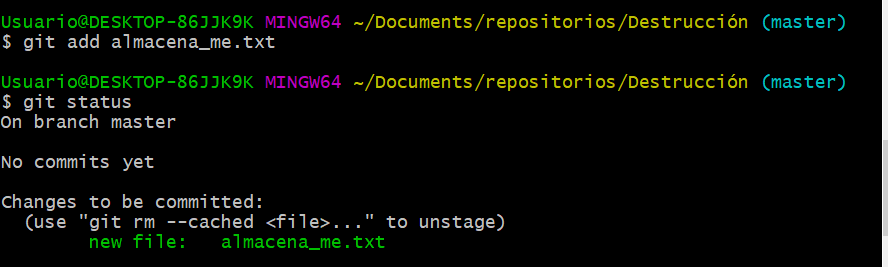 Usuario@DESKTOP-86JJK9K MINGW64 ~/Documents/repositorios/Destrucción (master)
$ git add almacena_me.txt
Usuario@DESKTOP-86JJK9K MINGW64 ~/Documents/repositorios/Destrucción (master)
$ git status
On branch master
No commits yet
Changes to be committed:
  (use "git rm --cached <file>..." to unstage)
        new file:   almacena_me.txt